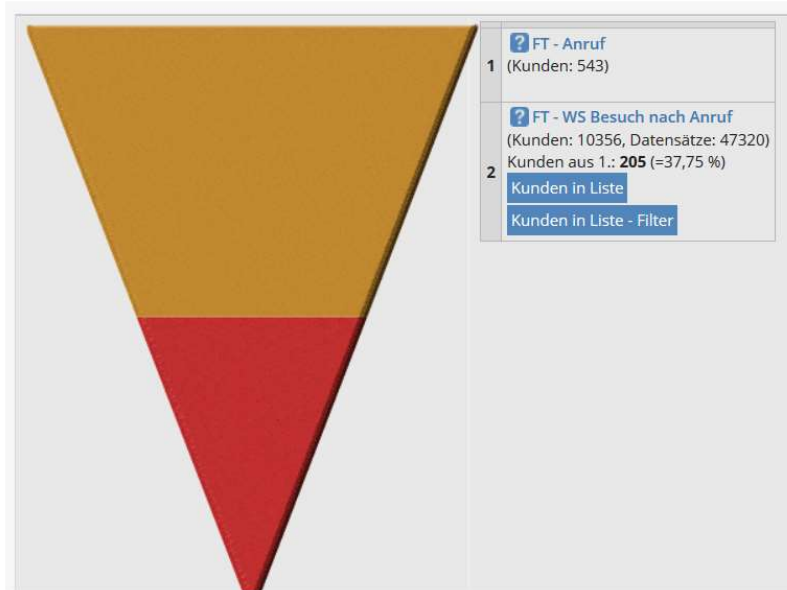 ? FT - Anruf
1 (Kunden: 543)
? FT - WS Besuch nach Anruf
(Kunden: 10356, Datensätze: 47320)
2 Kunden aus 1.: 205 (=37,75 %)
Kunden in Liste
Kunden in Liste - Filter